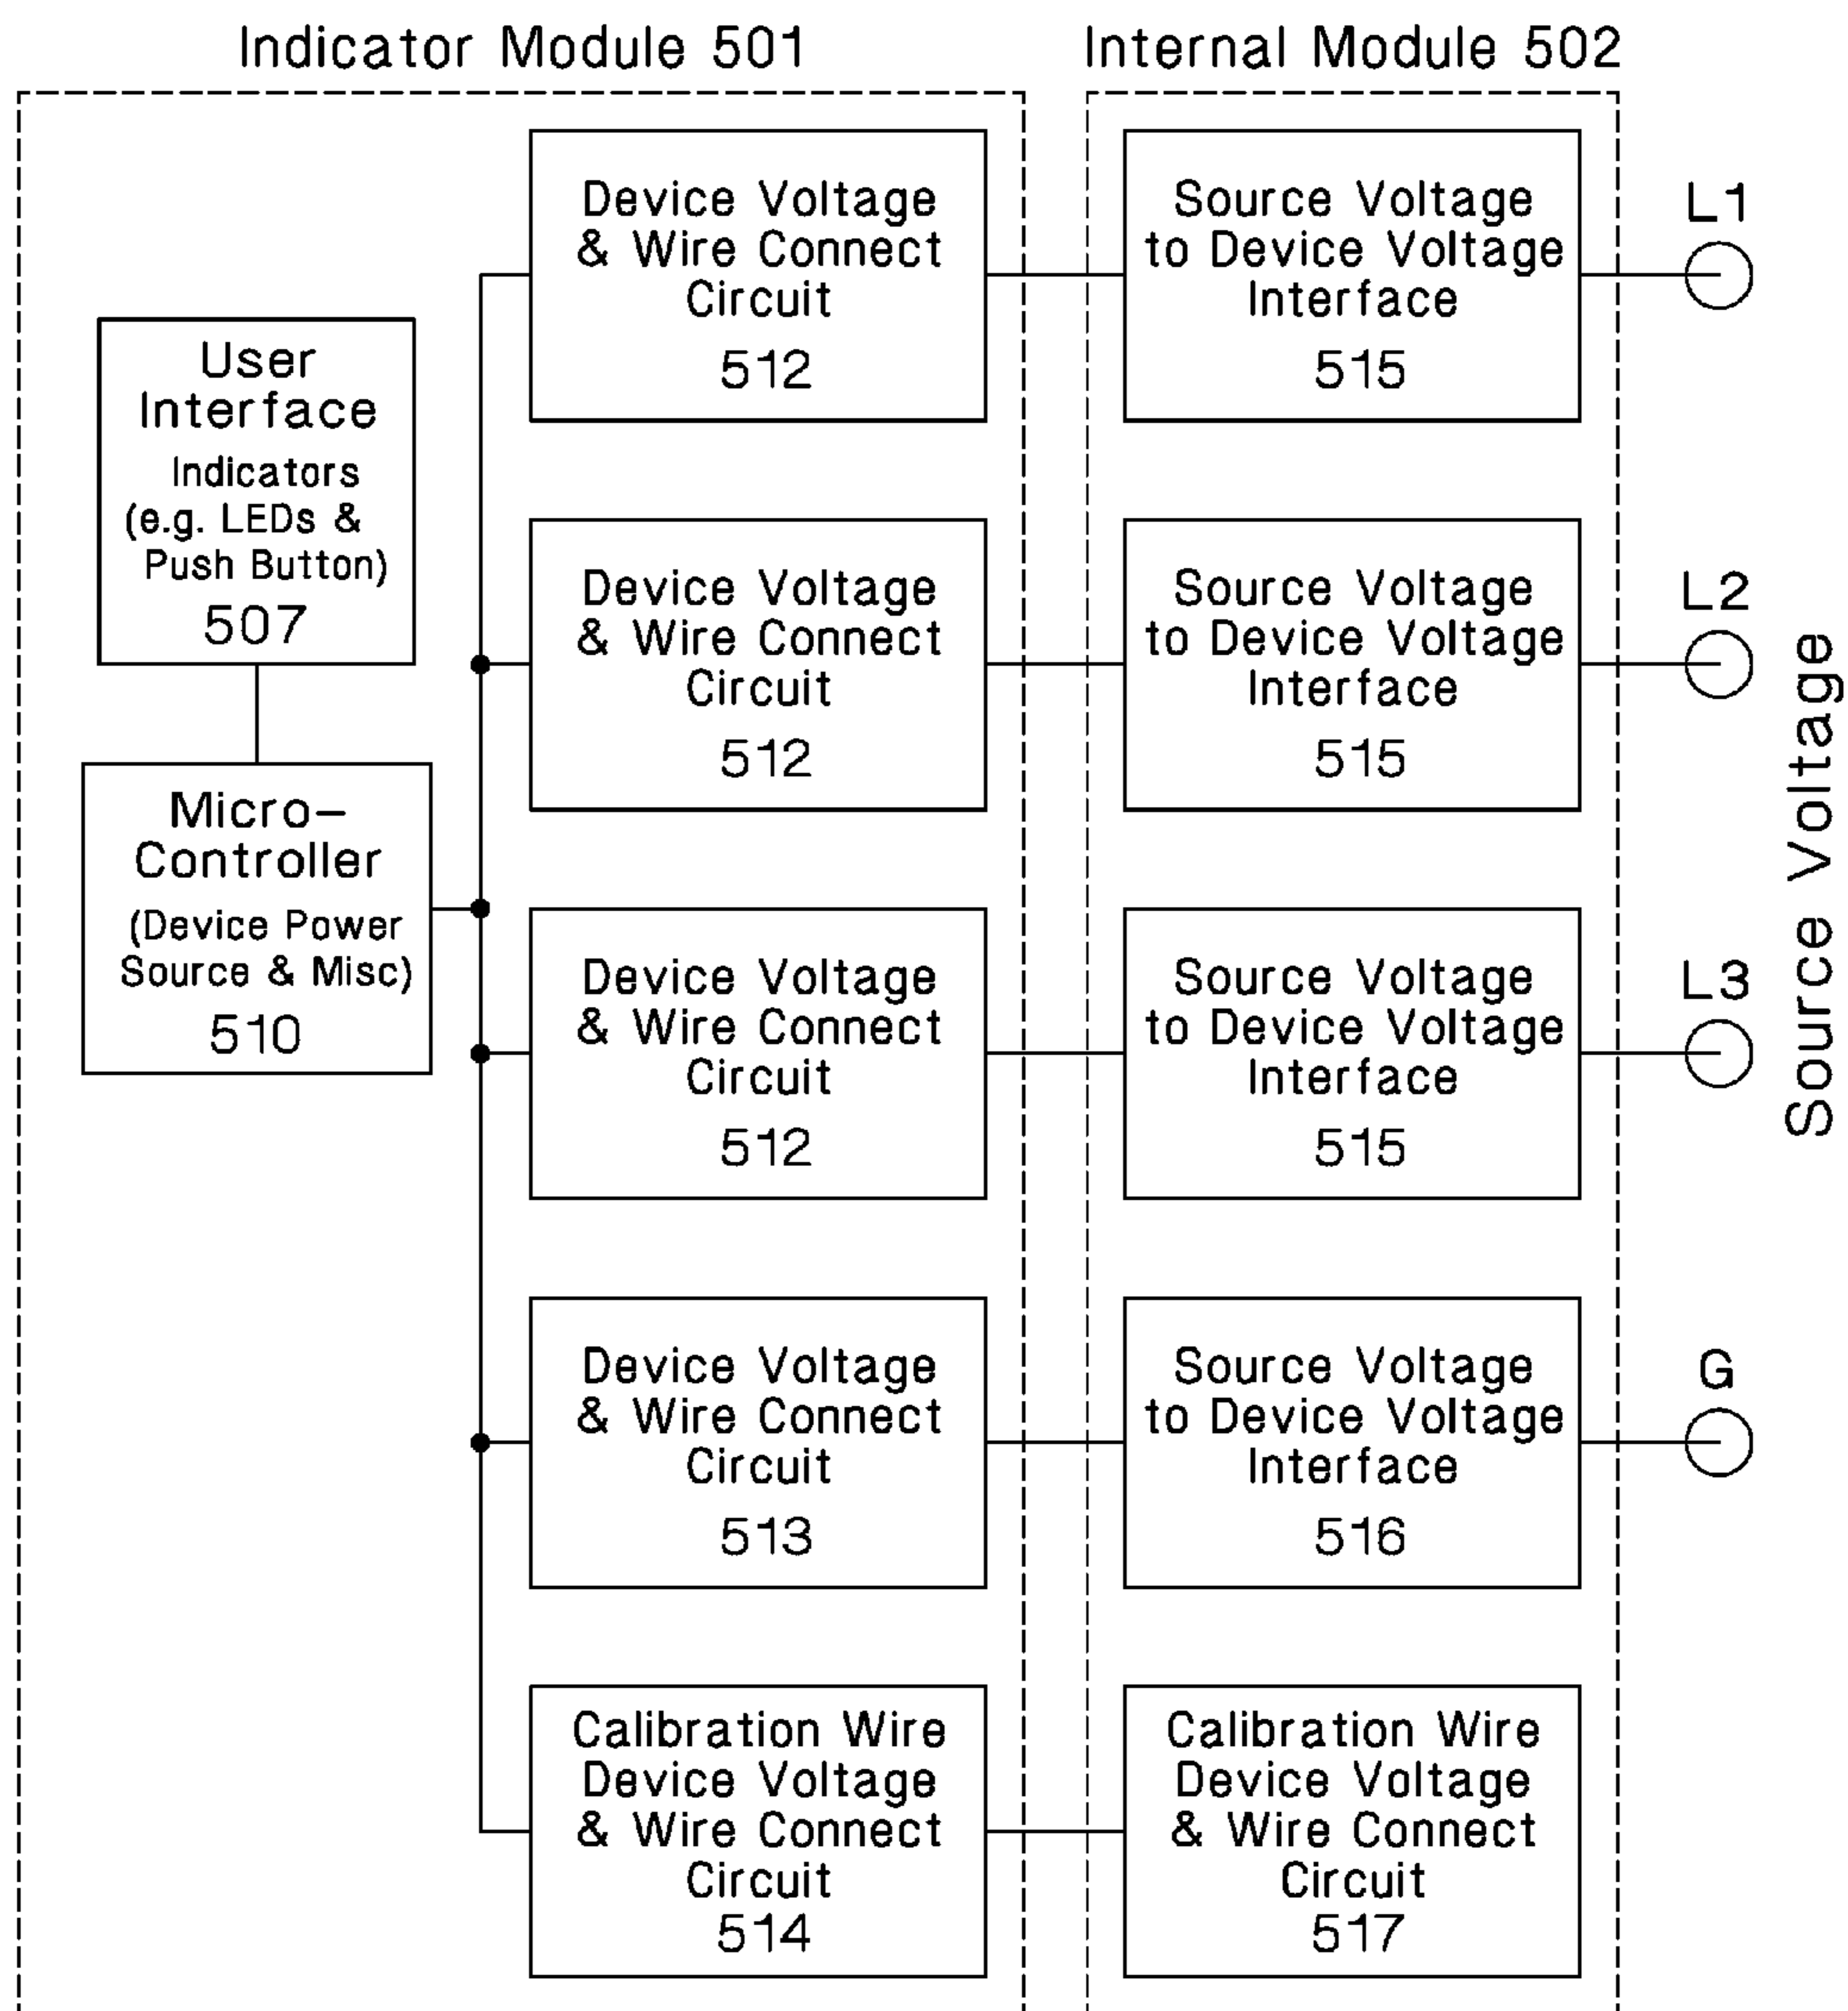 Indicator Module 501
Internal Module 502
User
Interface
Indicators
(e.g. LEDs &
Push Button)
507
Micro-
Controller
(Device Power
Source & Misc)
510
Device Voltage
& Wire Connect
Circuit
512
Source Voltage
to Device Voltage
Interface
515
L1
Device Voltage
& Wire Connect
Circuit
512
Source Voltage
to Device Voltage
Interface
515
L2
Device Voltage
& Wire Connect
Circuit
512
Source Voltage
to Device Voltage
Interface
515
L3
Device Voltage
& Wire Connect
Circuit
513
Source Voltage
to Device Voltage
Interface
516
G
Calibration Wire
Device Voltage
& Wire Connect
Circuit
514
Calibration Wire
Device Voltage
& Wire Connect
Circuit
517
Source Voltage